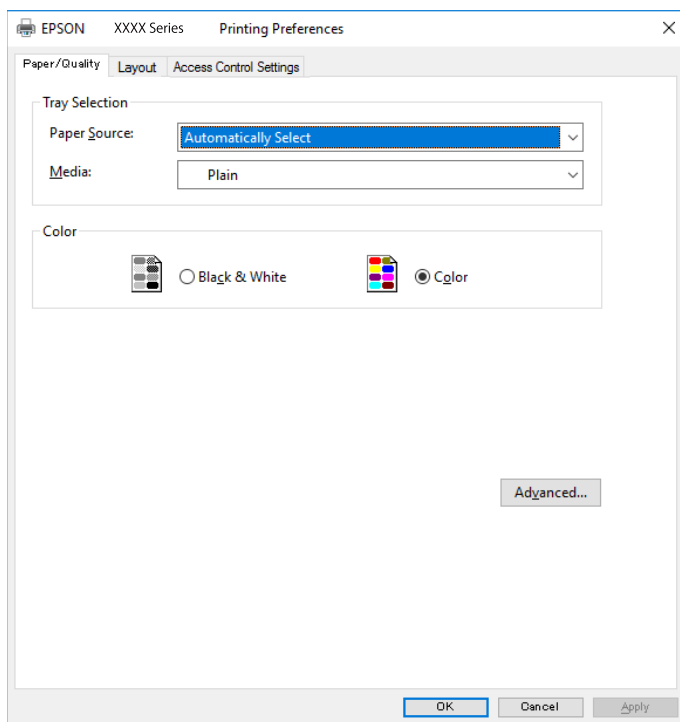 EPSON XXXX Series Printing Preferences
Paper/Quality Layout Access Control Settings
Tray Selection
Paper Source: Automatically Select
Media: Plain
Color
Black & White Color
Advanced...
OK Cancel Apply